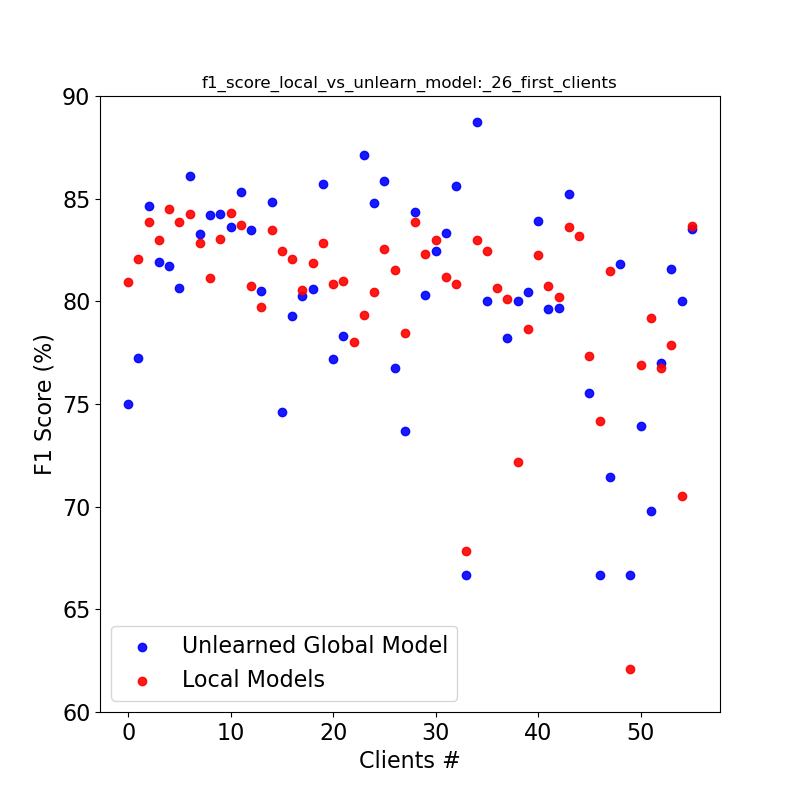 f1_score_local_vs_unlearn_model:_26_first_clients
90
85
80
75
70
65
60
F1 Score (%)
Unlearned Global Model
Local Models
0 10 20 30 40 50
Clients #